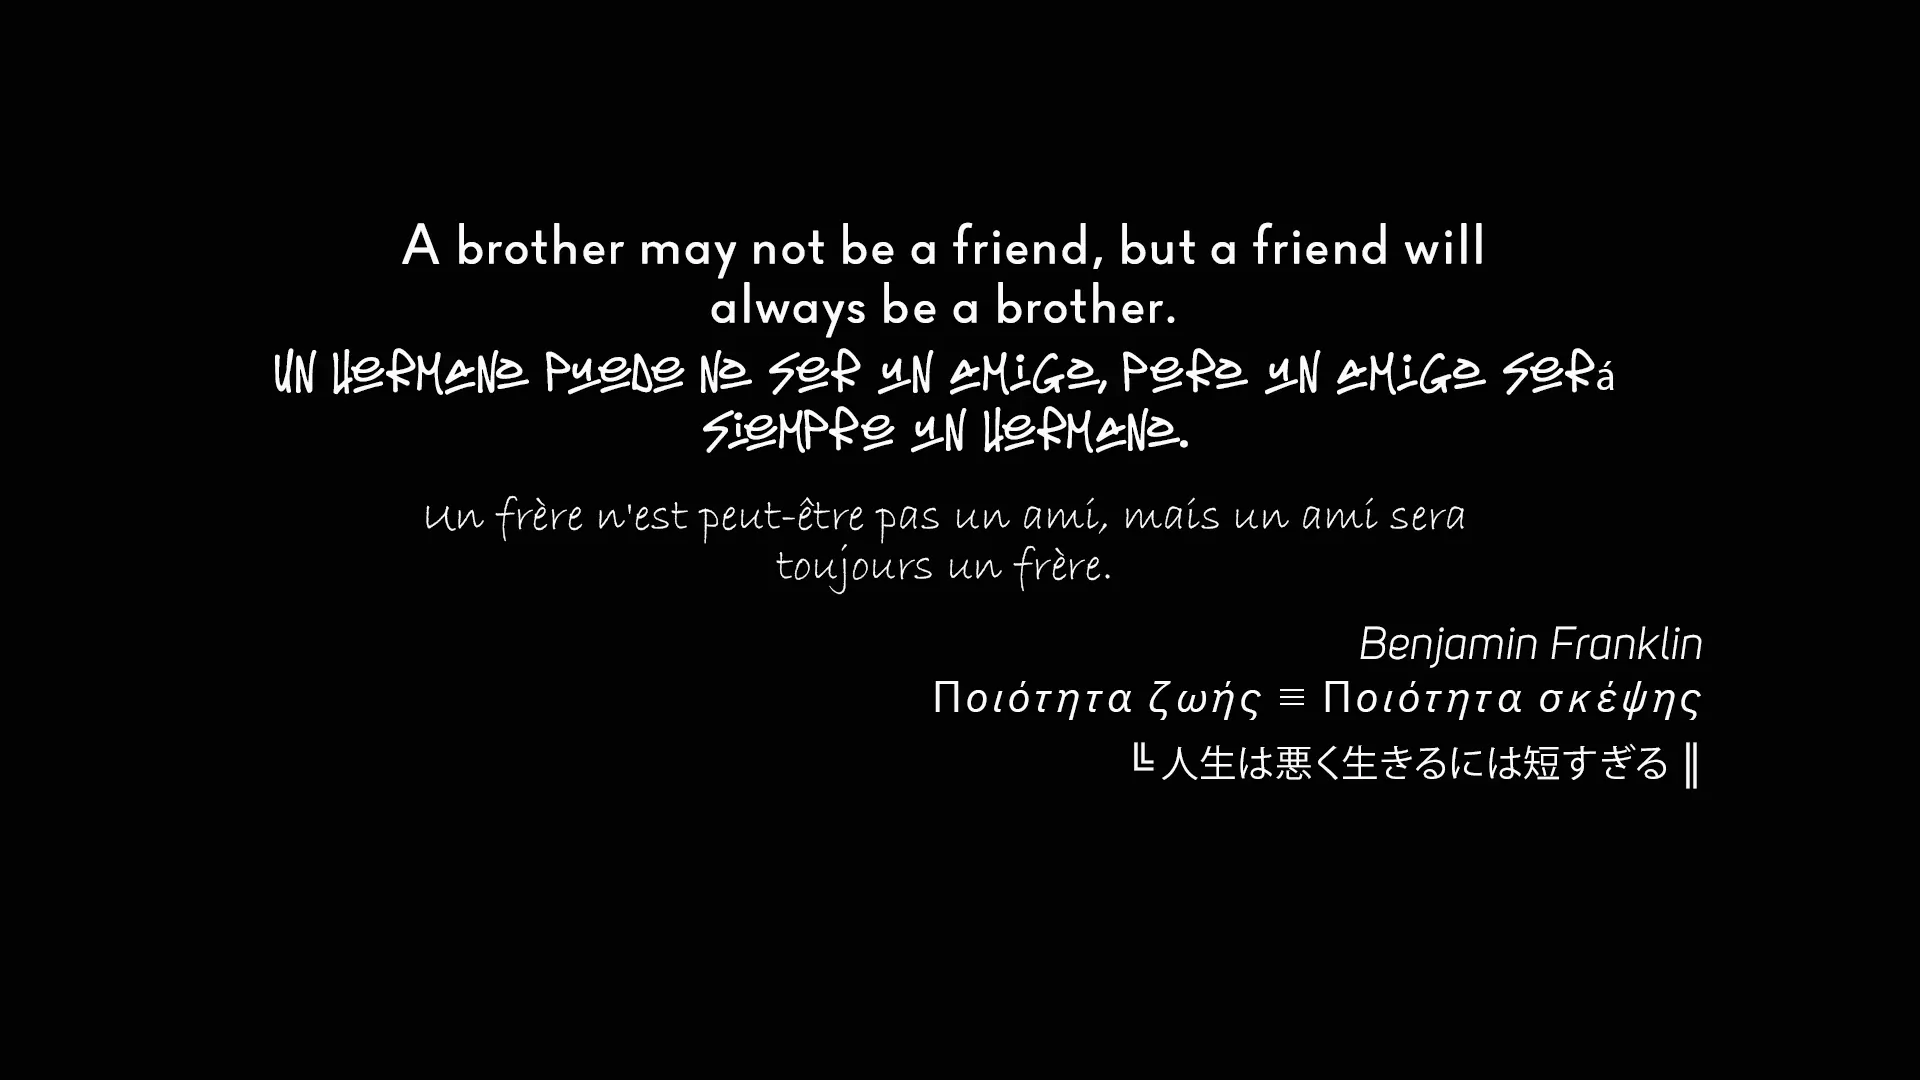 A brother may not be a friend, but a friend will
always be a brother.
UN HeRMANo PueDe No SeR uN AMiGo, PeRo uN AMiGo SeRá
SieMPRe uN HeRMANo.
Un frère n'est peut-être pas un ami, mais un ami sera
toujours un frère.
Benjamin Franklin
Ποιότητα ζωής ≡ Ποιότητα σκέψης
╚ 人生は悪く生きるには短すぎる ║